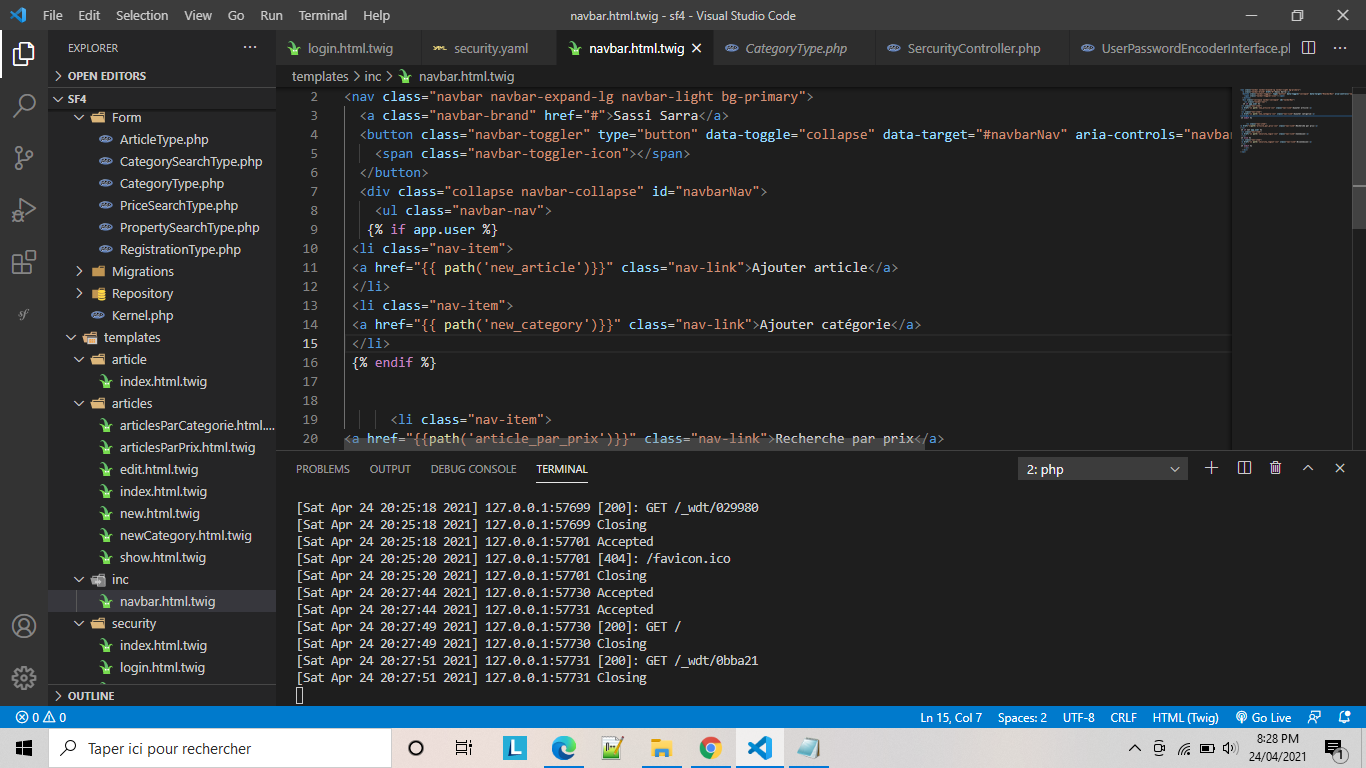 File Edit Selection View Go Run Terminal Help
navbar.html.twig - sf4 - Visual Studio Code
EXPLORER
OPEN EDITORS
SF4
Form
ArticleType.php
CategorySearchType.php
CategoryType.php
PriceSearchType.php
PropertySearchType.php
RegistrationType.php
Migrations
Repository
Kernel.php
templates
article
index.html.twig
articles
articlesParCategorie.html....
articlesParPrix.html.twig
edit.html.twig
index.html.twig
new.html.twig
newCategory.html.twig
show.html.twig
inc
navbar.html.twig
security
index.html.twig
login.html.twig
OUTLINE
login.html.twig security.yaml navbar.html.twig CategoryType.php SercurityController.php UserPasswordEncoderInterface.pl
templates > inc > navbar.html.twig
2 <nav class="navbar navbar-expand-lg navbar-light bg-primary">
3 <a class="navbar-brand" href="#">Sassi Sarra</a>
4 <button class="navbar-toggler" type="button" data-toggle="collapse" data-target="#navbarNav" aria-controls="navbar
5 <span class="navbar-toggler-icon"></span>
6 </button>
7 <div class="collapse navbar-collapse" id="navbarNav">
8 <ul class="navbar-nav">
9 {% if app.user %}
10 <li class="nav-item">
11 <a href="{{ path('new_article')}}" class="nav-link">Ajouter article</a>
12 </li>
13 <li class="nav-item">
14 <a href="{{ path('new_category')}}" class="nav-link">Ajouter catégorie</a>
15 </li>
16 {% endif %}
17
18
19 <li class="nav-item">
20 <a href="{{path('article_par_prix')}}" class="nav-link">Recherche par prix</a>
PROBLEMS OUTPUT DEBUG CONSOLE TERMINAL 2: php
[Sat Apr 24 20:25:18 2021] 127.0.0.1:57699 [200]: GET /_wdt/029980
[Sat Apr 24 20:25:18 2021] 127.0.0.1:57699 Closing
[Sat Apr 24 20:25:18 2021] 127.0.0.1:57701 Accepted
[Sat Apr 24 20:25:20 2021] 127.0.0.1:57701 [404]: /favicon.ico
[Sat Apr 24 20:25:20 2021] 127.0.0.1:57701 Closing
[Sat Apr 24 20:27:44 2021] 127.0.0.1:57730 Accepted
[Sat Apr 24 20:27:44 2021] 127.0.0.1:57731 Accepted
[Sat Apr 24 20:27:49 2021] 127.0.0.1:57730 [200]: GET /
[Sat Apr 24 20:27:49 2021] 127.0.0.1:57730 Closing
[Sat Apr 24 20:27:51 2021] 127.0.0.1:57731 [200]: GET /_wdt/0bba21
[Sat Apr 24 20:27:51 2021] 127.0.0.1:57731 Closing
0 0 Ln 15, Col 7 Spaces: 2 UTF-8 CRLF HTML (Twig) Go Live
Taper ici pour rechercher
L
8:28 PM
24/04/2021
1